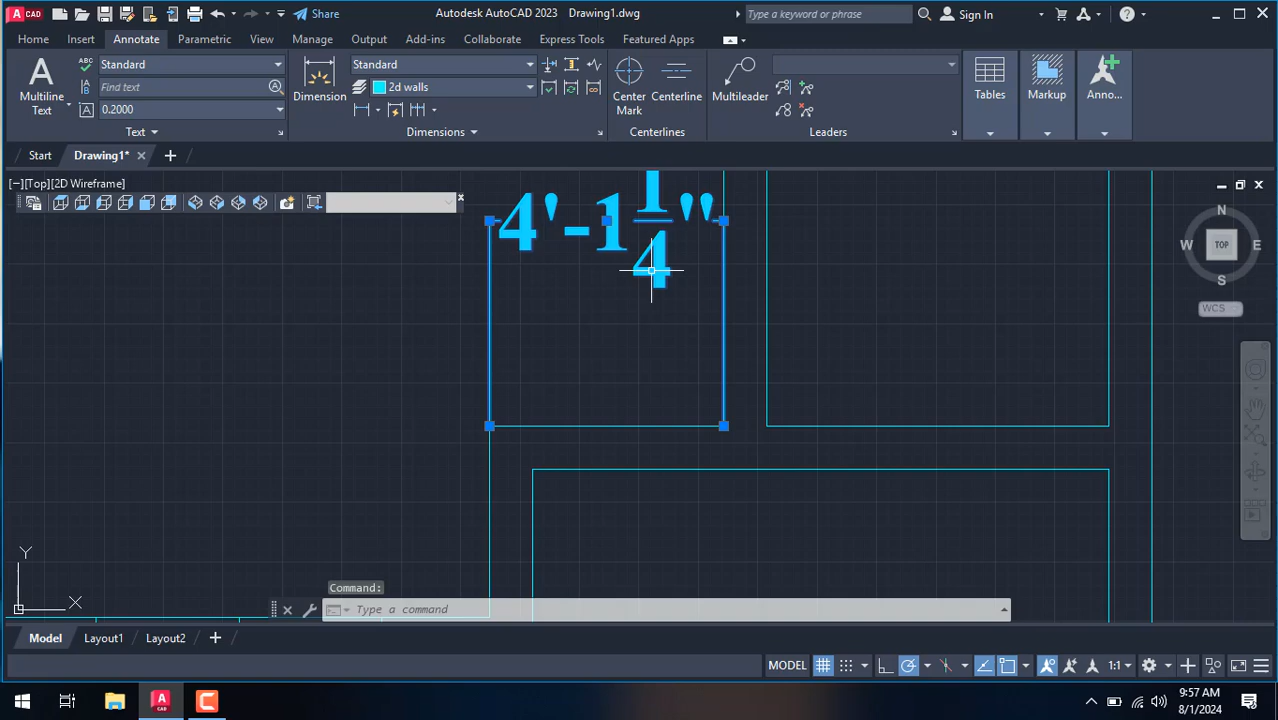 A CAD Share Autodesk AutoCAD 2023 Drawing1.dwg Type a keyword or phrase Sign In ?
Home Insert Annotate Parametric View Manage Output Add-ins Collaborate Express Tools Featured Apps
A Multiline Text
ABC Standard
Find text
A 0.2000
Text
Dimension
Standard
2d walls
Dimensions
Center Mark
Centerline
Centerlines
Multileader
Leaders
Tables
Markup
Anno...
Start Drawing1*
[−][Top][2D Wireframe]
4'-1 1/4"
N
W TOP E
S
WCS
Y
X
Command:
Type a command
Model Layout1 Layout2
MODEL 1:1
A CAD C
9:57 AM
8/1/2024